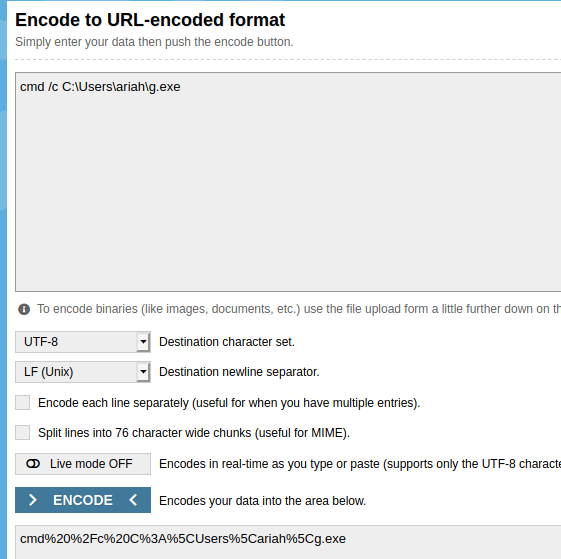 Encode to URL-encoded format
Simply enter your data then push the encode button.
cmd /c C:\Users\ariah\g.exe
To encode binaries (like images, documents, etc.) use the file upload form a little further down on
UTF-8 Destination character set.
LF (Unix) Destination newline separator.
Encode each line separately (useful for when you have multiple entries).
Split lines into 76 character wide chunks (useful for MIME).
Live mode OFF Encodes in real-time as you type or paste (supports only the UTF-8
> ENCODE < Encodes your data into the area below.
cmd%20%2Fc%20C%3A%5CUsers%5Cariah%5Cg.exe